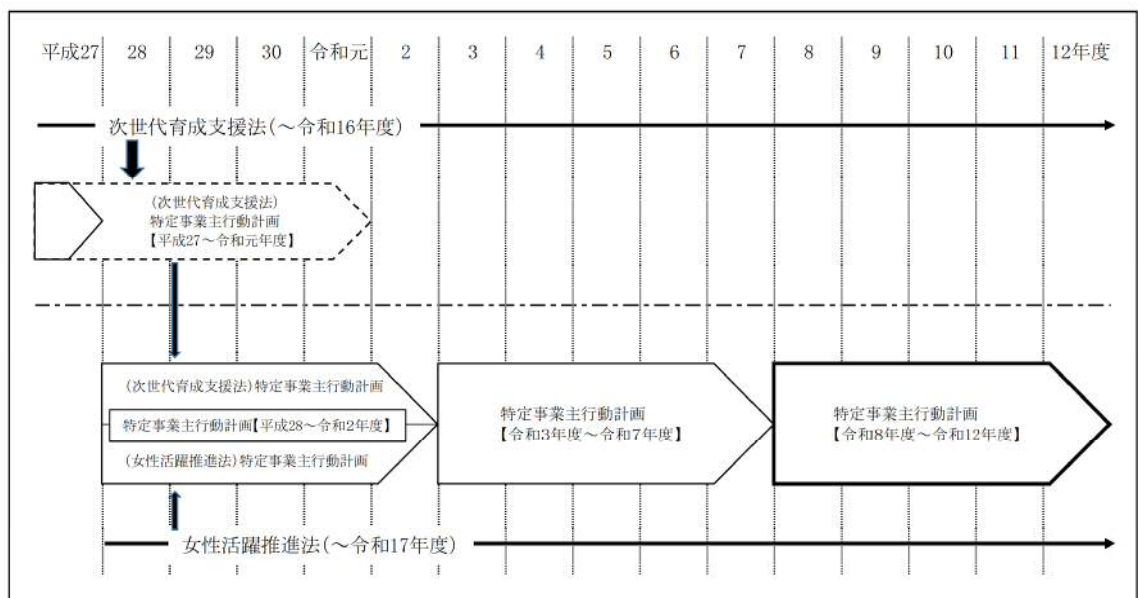 平成27 28 29 30 令和元 2 3 4 5 6 7 8 9 10 11 12年度
次世代育成支援法(～令和16年度)
(次世代育成支援法)
特定事業主行動計画
【平成27～令和元年度】
(次世代育成支援法)特定事業主行動計画
特定事業主行動計画【平成28～令和2年度】
(女性活躍推進法)特定事業主行動計画
特定事業主行動計画
【令和3年度～令和7年度】
特定事業主行動計画
【令和8年度～令和12年度】
女性活躍推進法(～令和17年度)